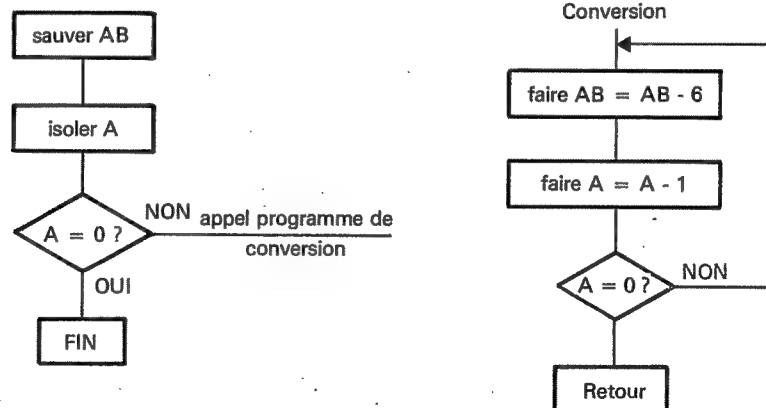 sauver AB
isoler A
A = 0 ?
NON
appel programme de
conversion
OUI
FIN
Conversion
faire AB = AB - 6
faire A = A - 1
A = 0 ?
NON
Retour